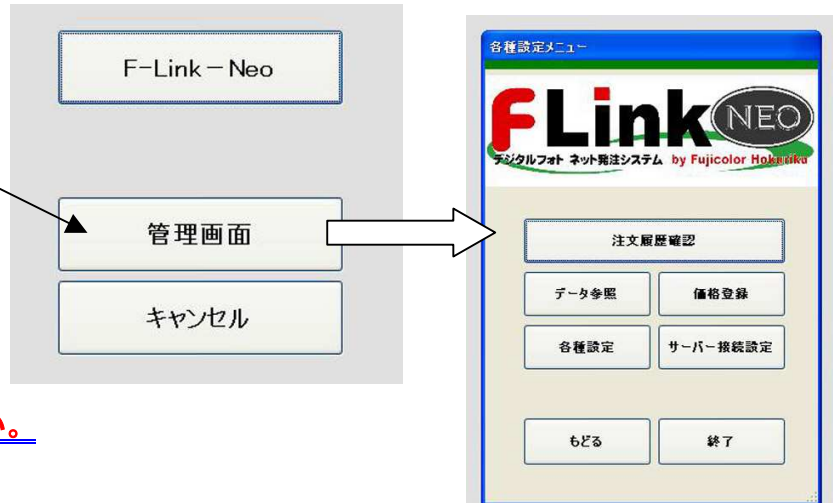 F-Link-Neo
管理画面
キャンセル
い。
各種設定メニュー
FLink NEO
デジタルフォト ネット発注システム by Fujicolor Hokuriku
注文履歴確認
データ参照
価格登録
各種設定
サーバー接続設定
もどる
終了